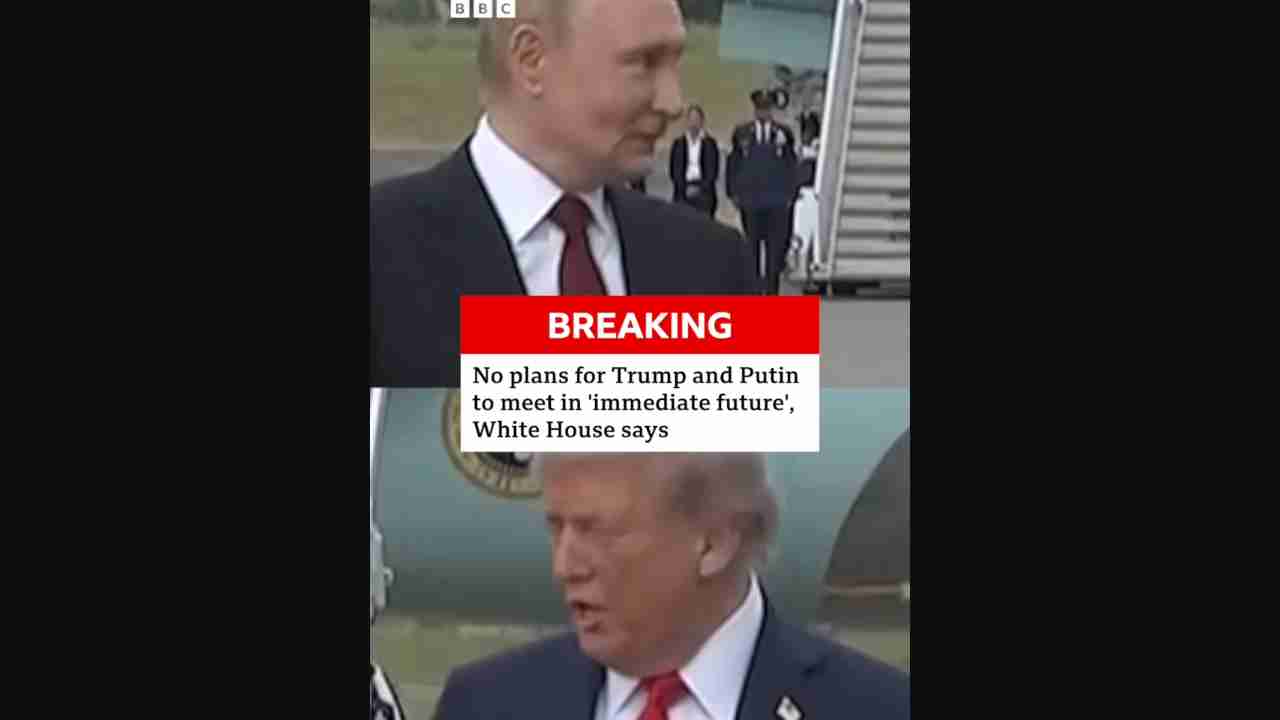 BBC
BREAKING
No plans for Trump and Putin
to meet in 'immediate future',
White House says